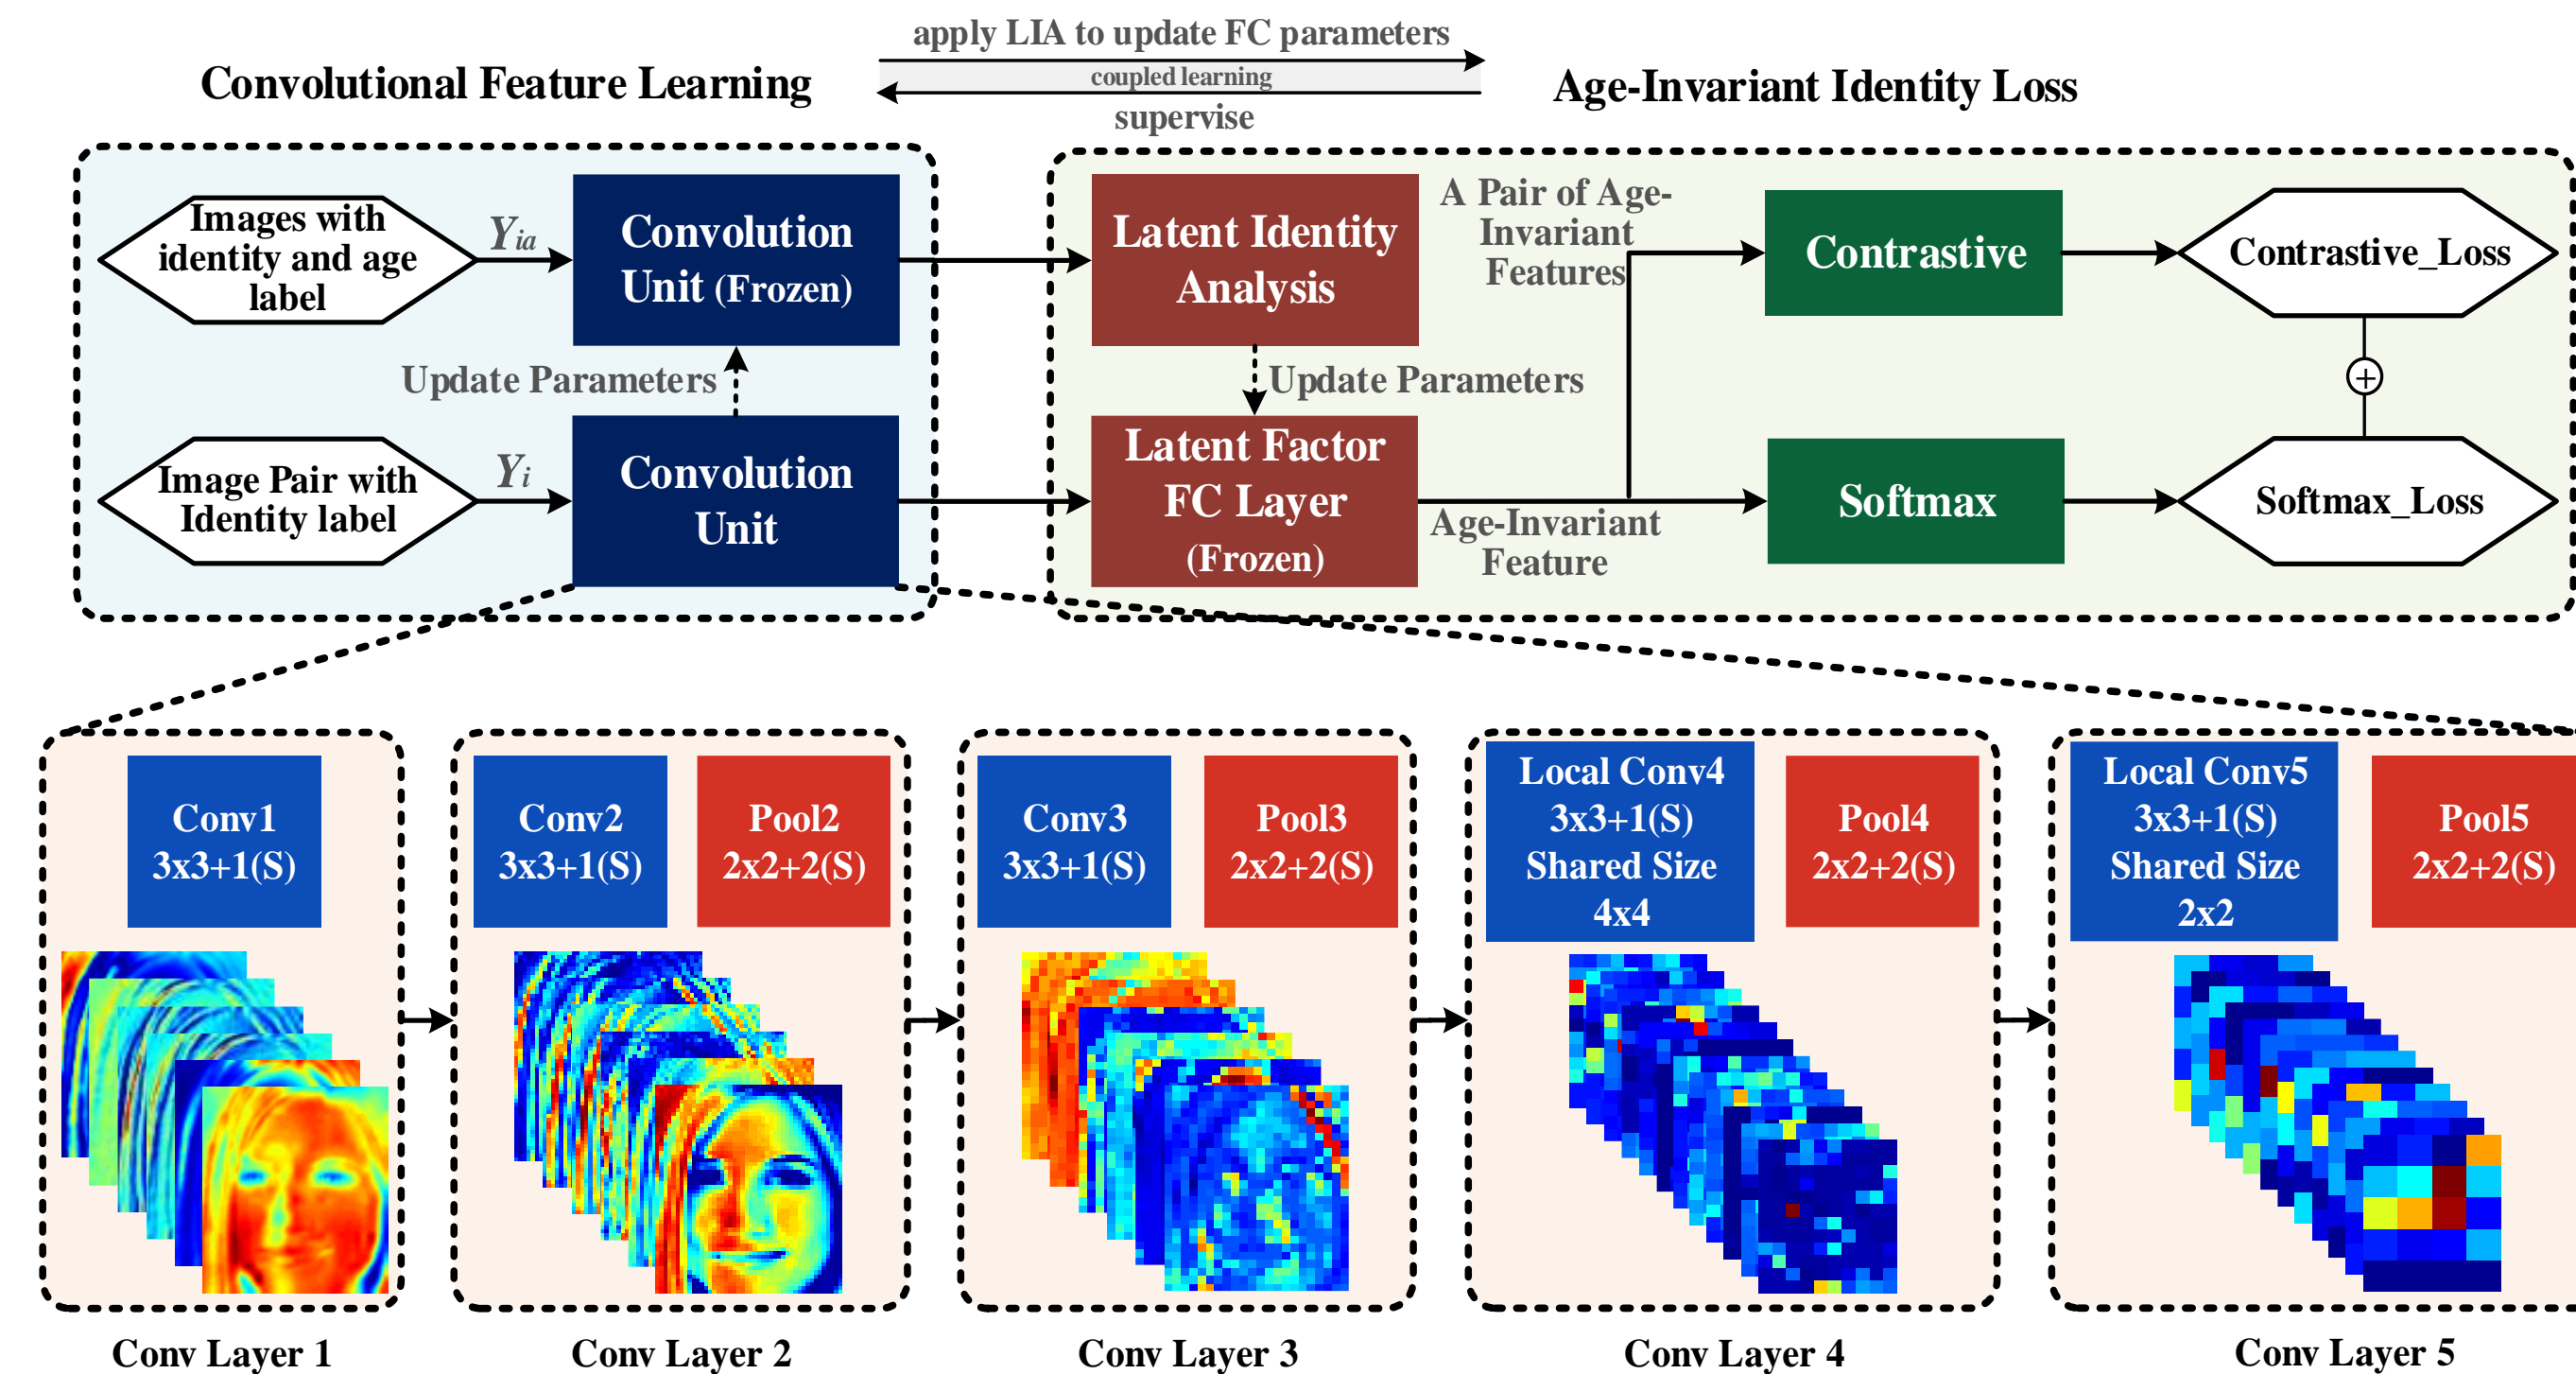 apply LIA to update FC parameters
coupled learning
supervise
Convolutional Feature Learning
Age-Invariant Identity Loss
Images with
identity and age
label
Yia
Convolution
Unit (Frozen)
Latent Identity
Analysis
A Pair of Age-
Invariant
Features
Contrastive
Contrastive_Loss
Update Parameters
Update Parameters
+
Image Pair with
Identity label
Yi
Convolution
Unit
Latent Factor
FC Layer
(Frozen)
Age-Invariant
Feature
Softmax
Softmax_Loss
Conv1
3x3+1(S)
Conv2
3x3+1(S)
Pool2
2x2+2(S)
Conv3
3x3+1(S)
Pool3
2x2+2(S)
Local Conv4
3x3+1(S)
Shared Size
4x4
Pool4
2x2+2(S)
Local Conv5
3x3+1(S)
Shared Size
2x2
Pool5
2x2+2(S)
Conv Layer 1
Conv Layer 2
Conv Layer 3
Conv Layer 4
Conv Layer 5